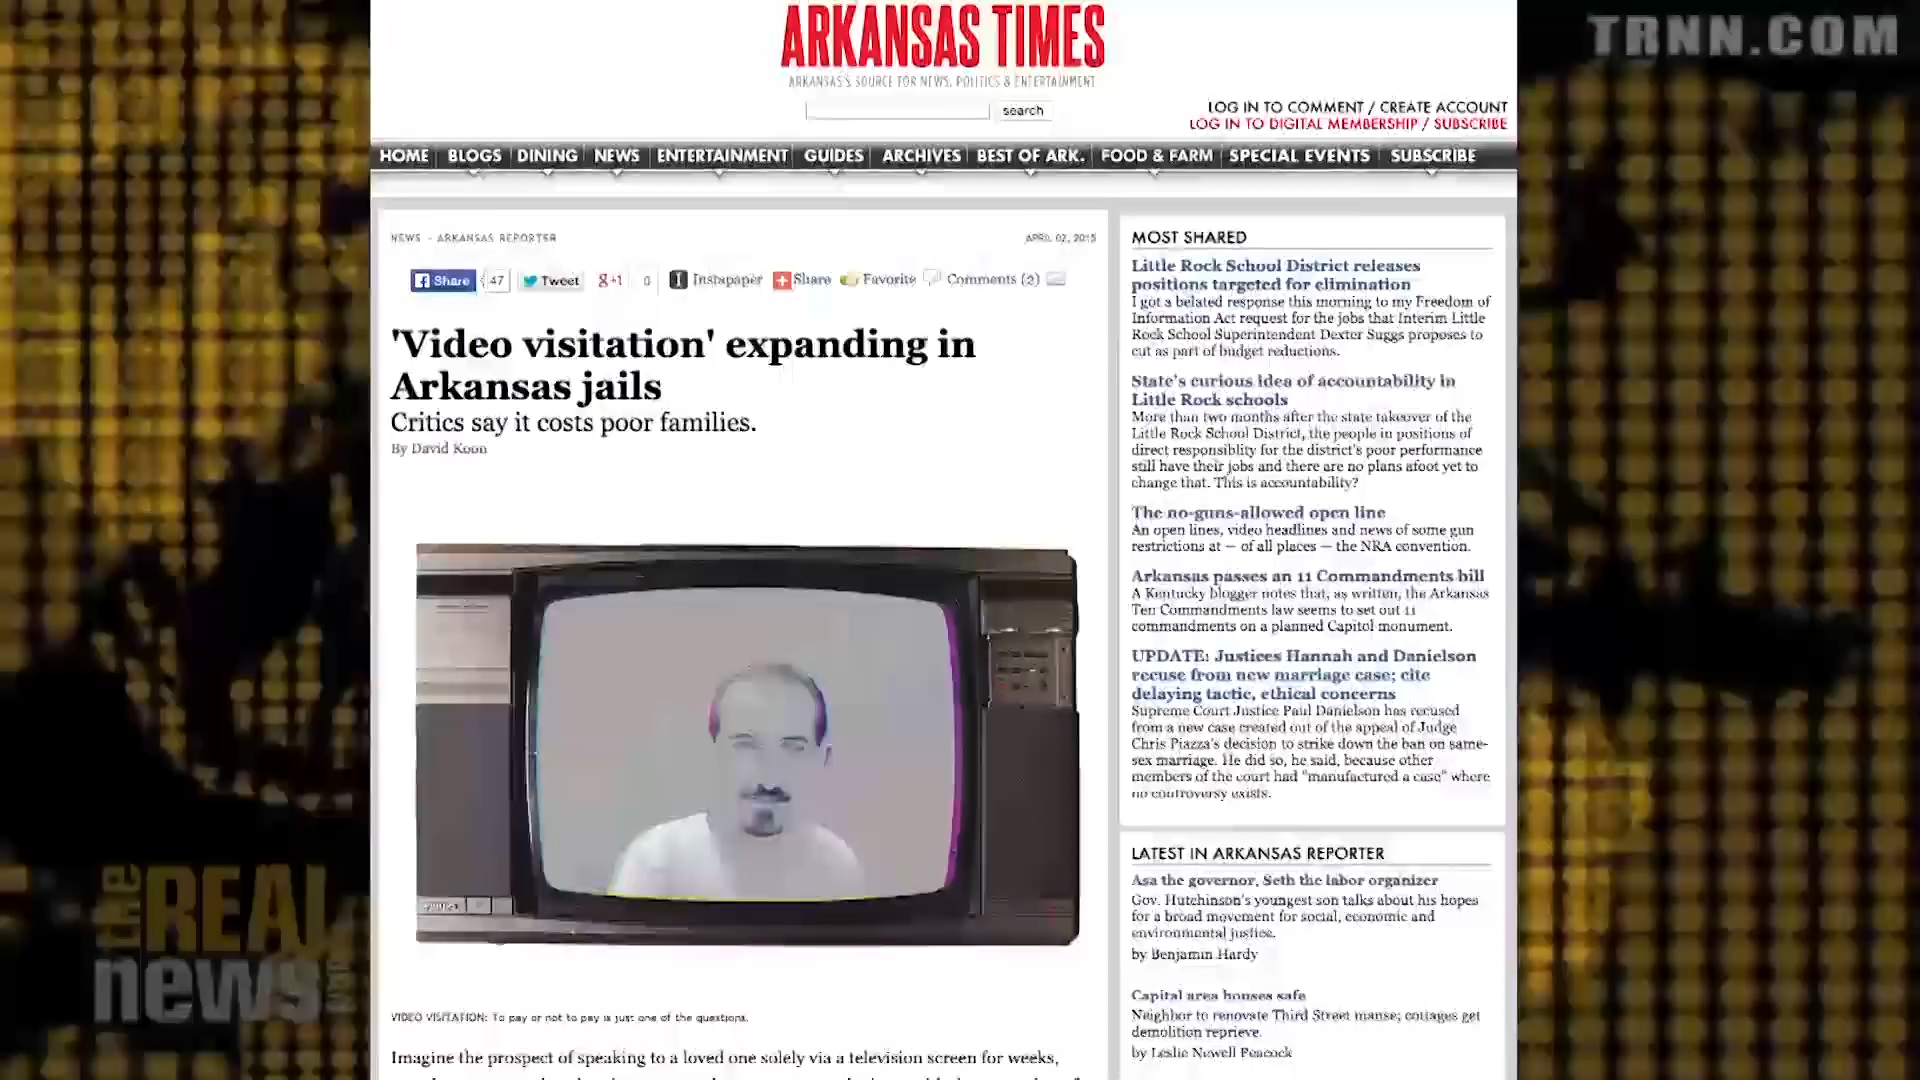 TRNN.COM
ARKANSAS TIMES
ARKANSAS'S SOURCE FOR NEWS, POLITICS & ENTERTAINMENT
search
LOG IN TO COMMENT / CREATE ACCOUNT
LOG IN TO DIGITAL MEMBERSHIP / SUBSCRIBE
HOME BLOGS DINING NEWS ENTERTAINMENT GUIDES ARCHIVES BEST OF ARK. FOOD & FARM SPECIAL EVENTS SUBSCRIBE
NEWS - ARKANSAS REPORTER
APRIL 02, 2015
Share 47 Tweet g+1 0 Instapaper Share Favorite Comments (3)
'Video visitation' expanding in
Arkansas jails
Critics say it costs poor families.
By David Koon
VIDEO VISITATION: To pay or not to pay is just one of the questions.
Imagine the prospect of speaking to a loved one solely via a television screen for weeks,
MOST SHARED
Little Rock School District releases
positions targeted for elimination
I got a belated response this morning to my Freedom of
Information Act request for the jobs that Interim Little
Rock School Superintendent Dexter Suggs proposes to
cut as part of budget reductions.
State's curious idea of accountability in
Little Rock schools
More than two months after the state takeover of the
Little Rock School District, the people in positions of
direct responsiblity for the district's poor performance
still have their jobs and there are no plans afoot yet to
change that. This is accountability?
The no-guns-allowed open line
An open lines, video headlines and news of some gun
restrictions at — of all places — the NRA convention.
Arkansas passes an 11 Commandments bill
A Kentucky blogger notes that, as written, the Arkansas
Ten Commandments law seems to set out 11
commandments on a planned Capitol monument.
UPDATE: Justices Hannah and Danielson
recuse from new marriage case; cite
delaying tactic, ethical concerns
Supreme Court Justice Paul Danielson has recused
from a new case created out of the appeal of Judge
Chris Piazza's decision to strike down the ban on same-
sex marriage. He did so, he said, because other
members of the court had "manufactured a case" where
no controversy exists.
LATEST IN ARKANSAS REPORTER
Asa the governor, Seth the labor organizer
Gov. Hutchinson's youngest son talks about his hopes
for a broad movement for social, economic and
environmental justice.
by Benjamin Hardy
Capital area houses safe
Neighbor to renovate Third Street manse; cottages get
demolition reprieve.
by Leslie Newell Peacock
the REAL
news.com